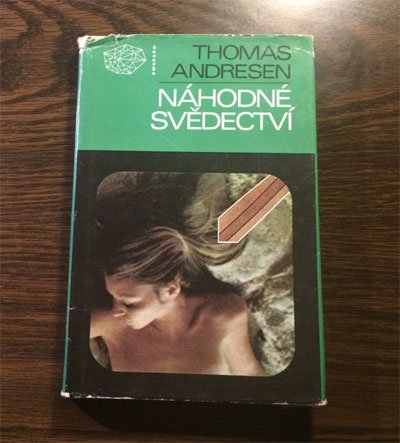 THOMAS
ANDRESEN
NÁHODNÉ
SVĚDECTVÍ